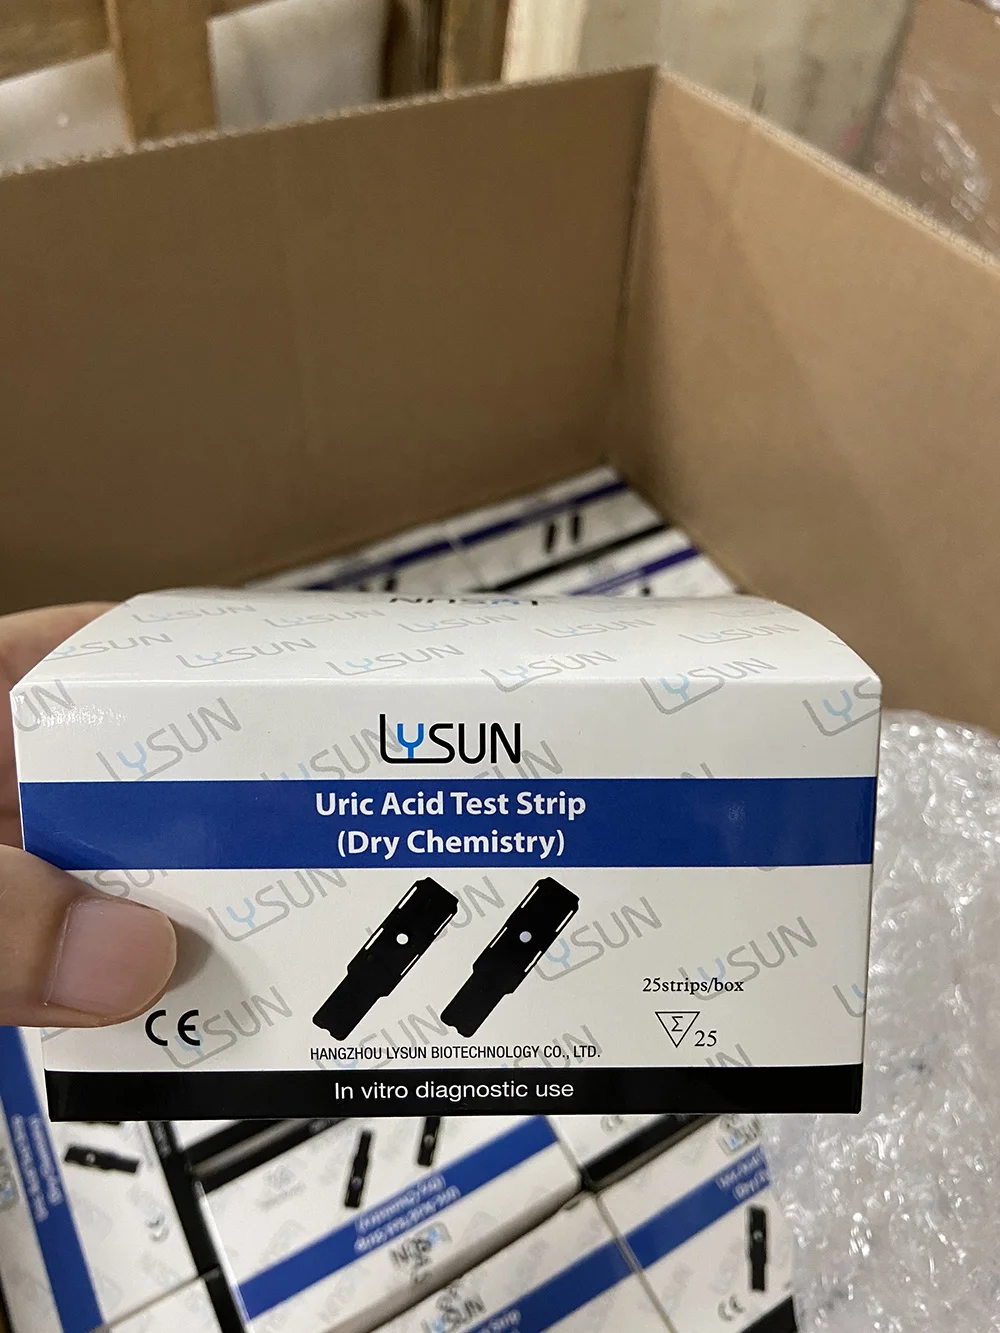 LYSUN
Uric Acid Test Strip
(Dry Chemistry)
25strips/box
Σ 25
CE
HANGZHOU LYSUN BIOTECHNOLOGY CO., LTD.
In vitro diagnostic use